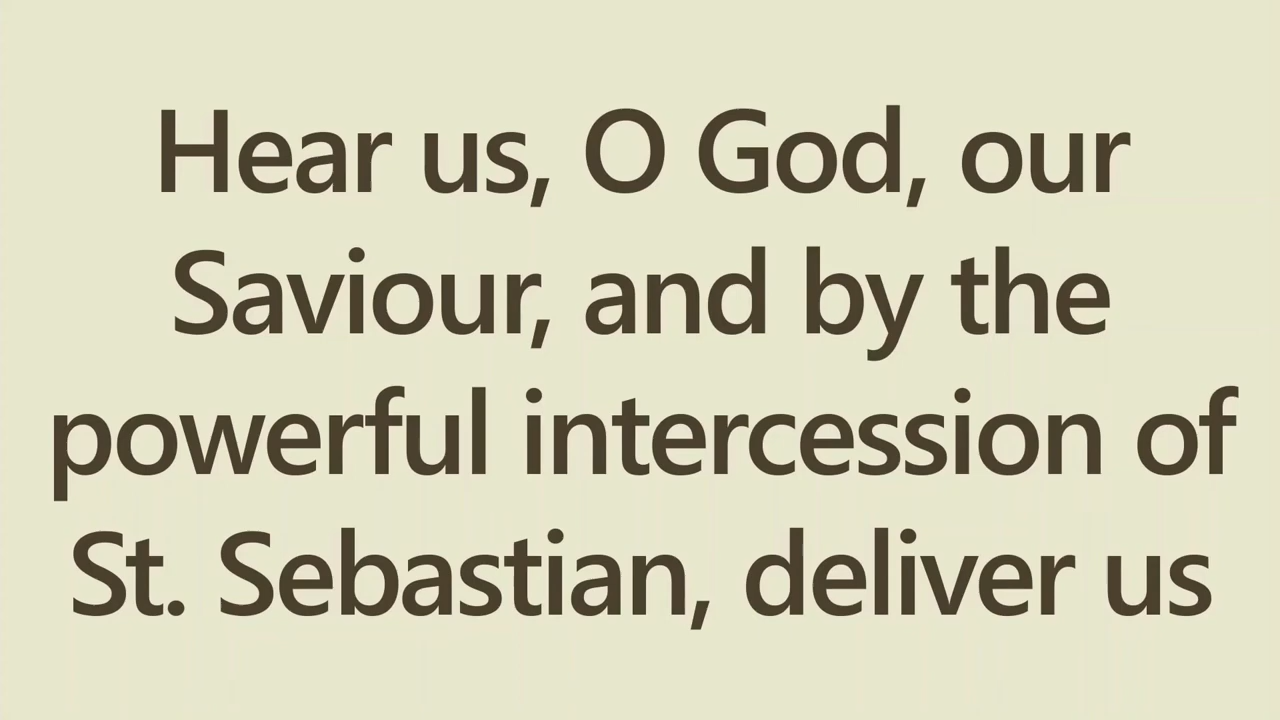 Hear us, O God, our
Saviour, and by the
powerful intercession of
St. Sebastian, deliver us